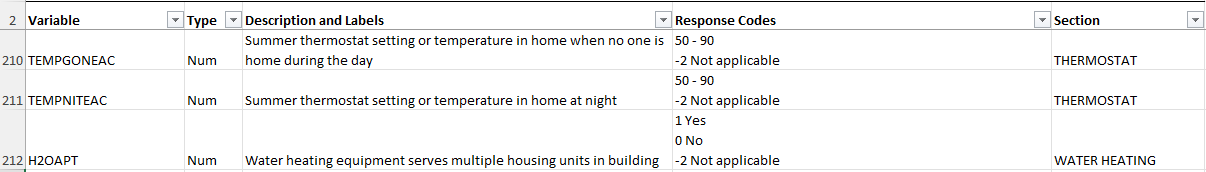 2 Variable Type Description and Labels Response Codes Section
Summer thermostat setting or temperature in home when no one is 50 - 90
210 TEMPGONEAC Num home during the day -2 Not applicable THERMOSTAT
50 - 90
211 TEMPNITEAC Num Summer thermostat setting or temperature in home at night -2 Not applicable THERMOSTAT
1 Yes
0 No
212 H2OAPT Num Water heating equipment serves multiple housing units in building -2 Not applicable WATER HEATING